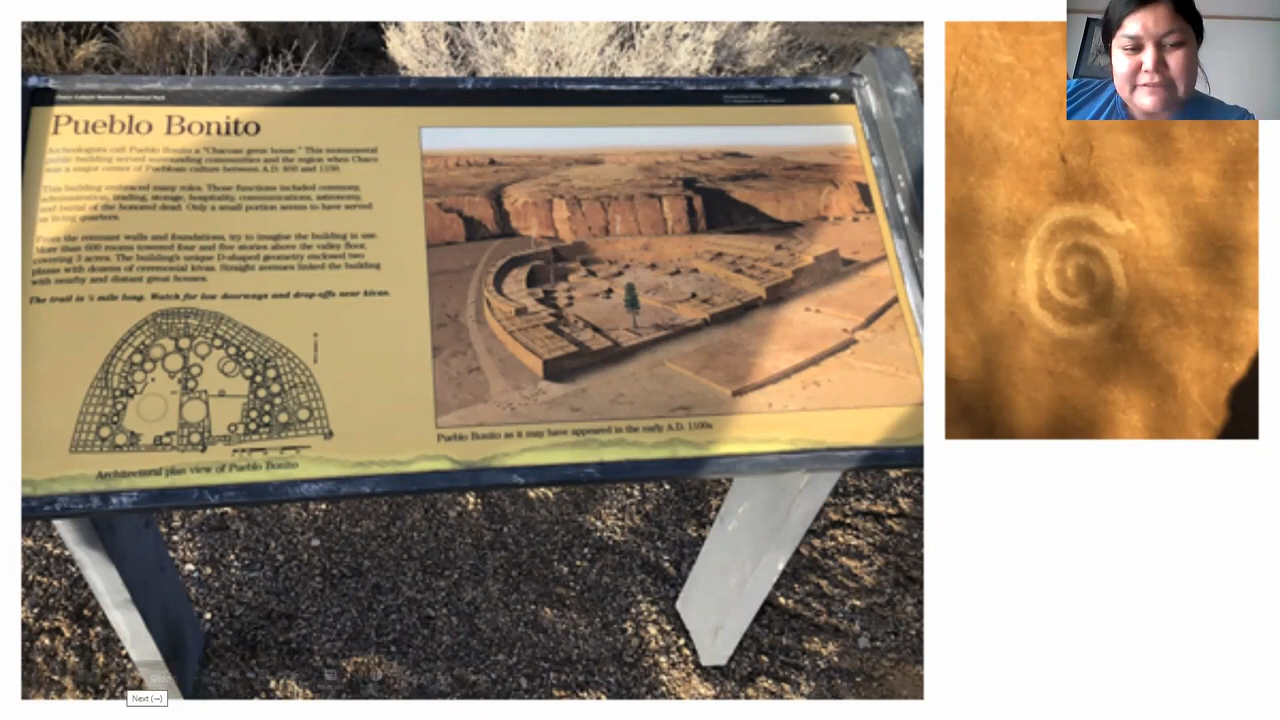 Chaco Culture National Historical Park
Pueblo Bonito
Archeologists call Pueblo Bonito a "Chacoan great house." This monumental
public building served surrounding communities and the region when Chaco
was a major center of Puebloan culture between A.D. 850 and 1150.
This building embraced many roles. Those functions included ceremony,
administration, trading, storage, hospitality, communications, astronomy,
and burial of the honored dead. Only a small portion seems to have served
as living quarters.
From the remnant walls and foundations, try to imagine the building in use.
More than 600 rooms towered four and five stories above the valley floor,
covering 3 acres. The building's unique D-shaped geometry enclosed two
plazas with dozens of ceremonial kivas. Straight avenues linked the building
with nearby and distant great houses.
The trail is ¼ mile long. Watch for low doorways and drop-offs near kivas.
Architectural plan view of Pueblo Bonito
Pueblo Bonito as it may have appeared in the early A.D. 1100s
Slide
Next (→)